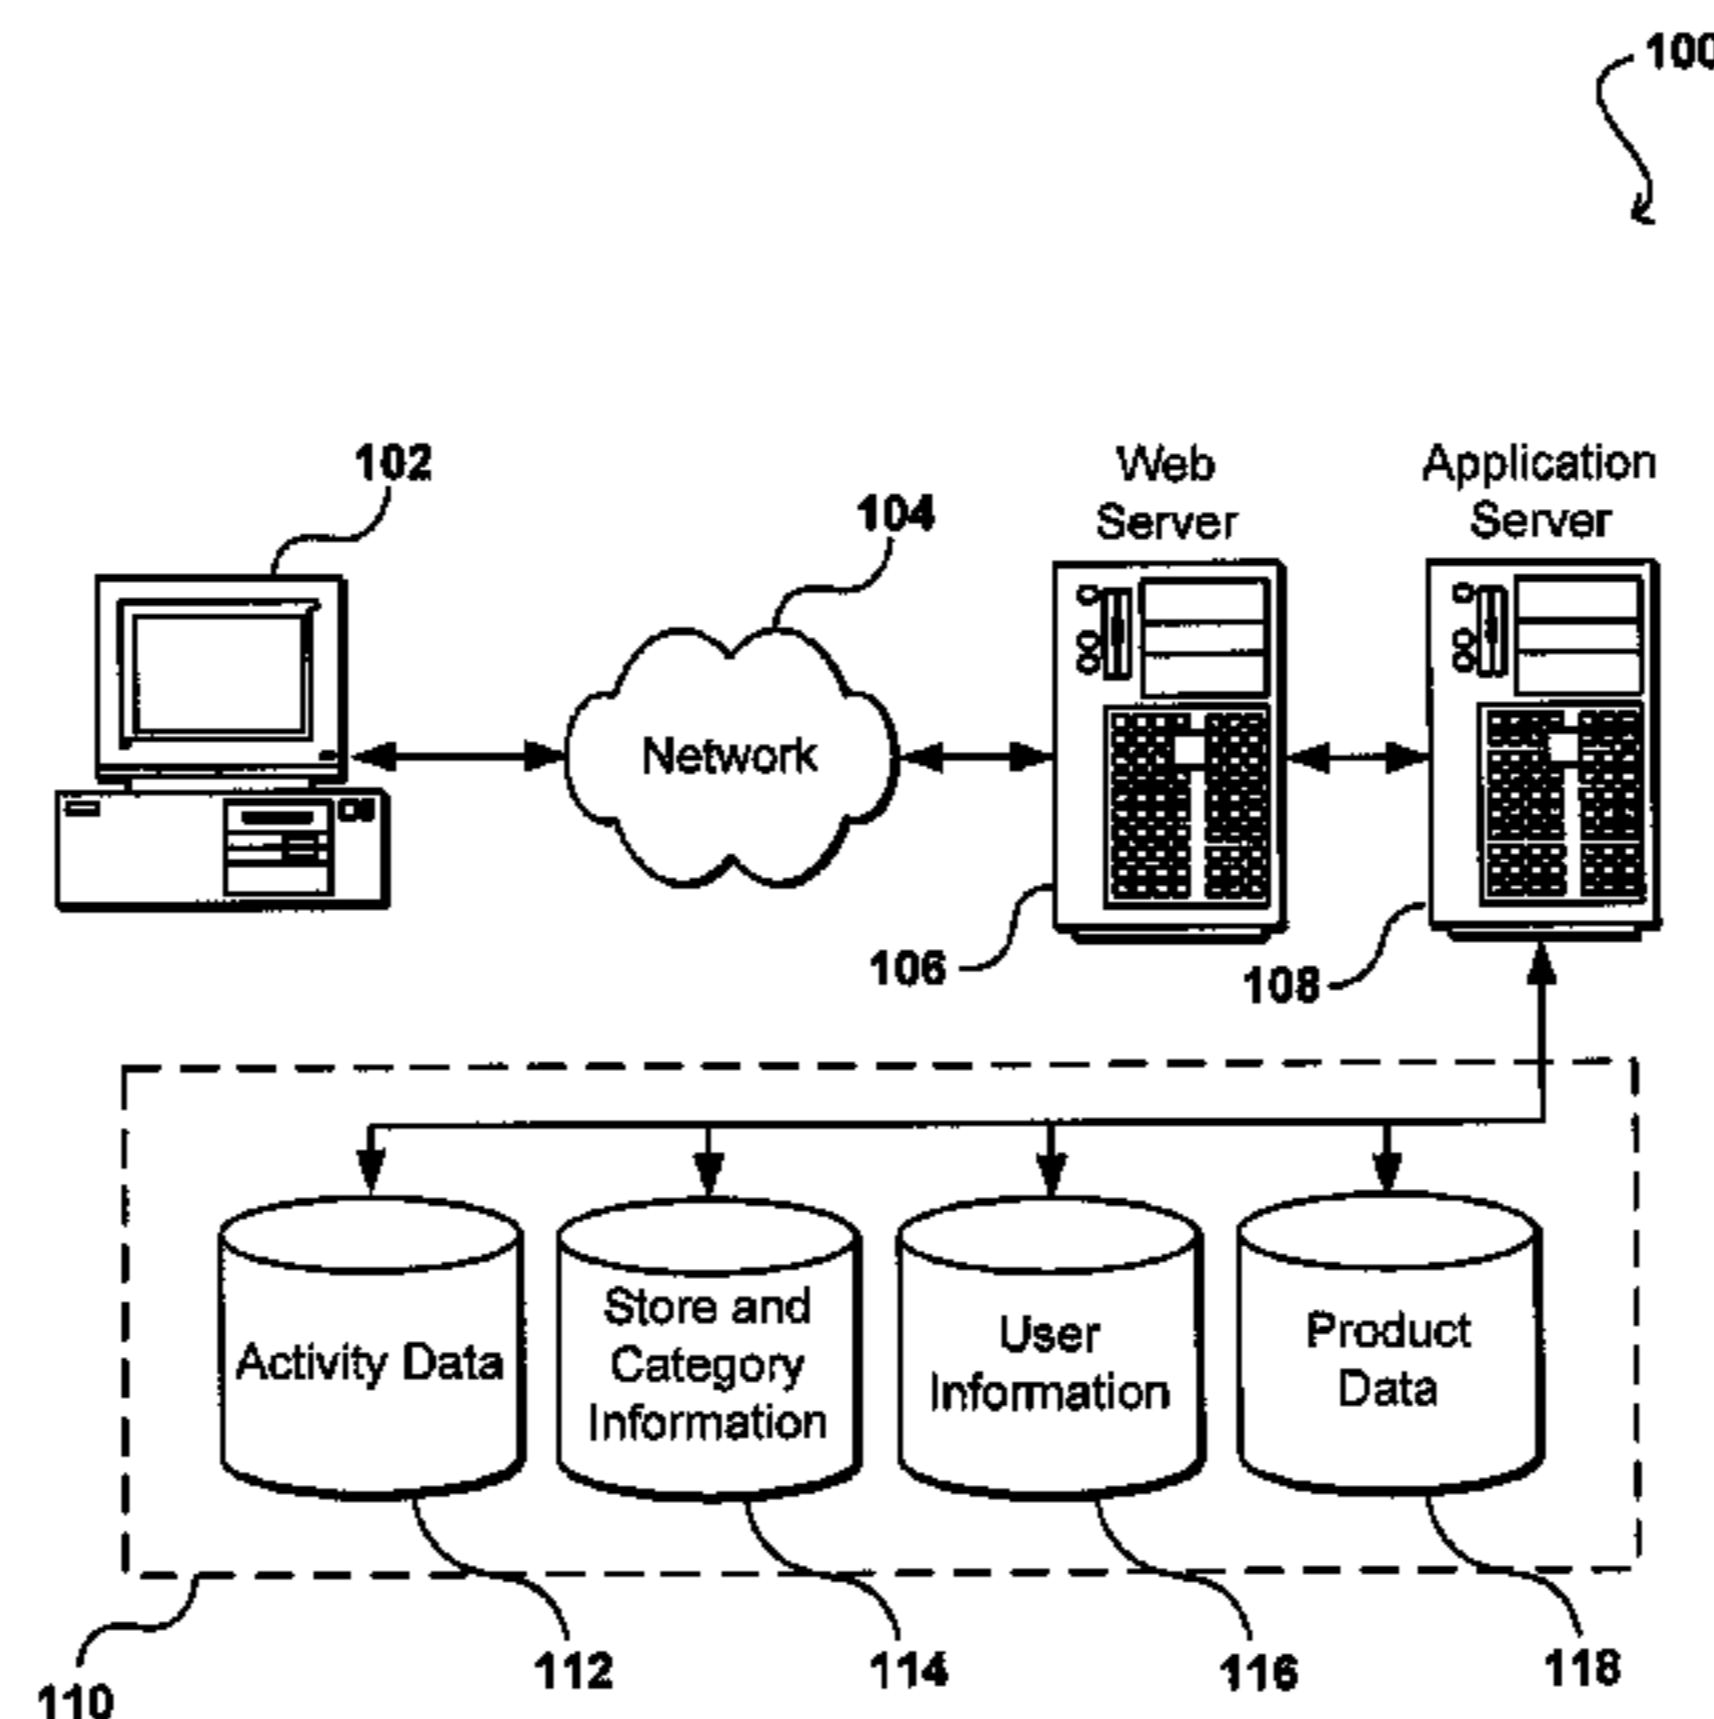 100
102
104
Web
Server
Application
Server
Network
106
108
Activity Data
Store and
Category
Information
User
Information
Product
Data
110
112
114
116
118